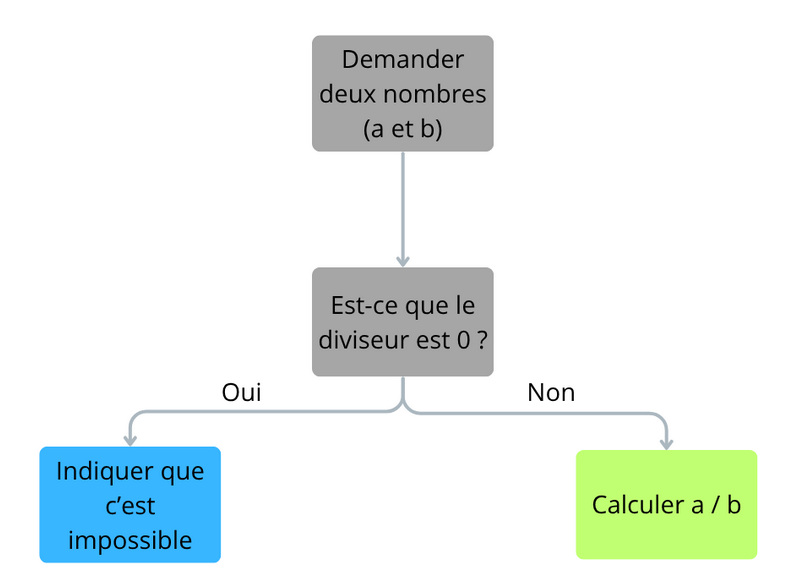 Demander
deux nombres
(a et b)
Est-ce que le
diviseur est 0 ?
Oui
Non
Indiquer que
c’est
impossible
Calculer a / b